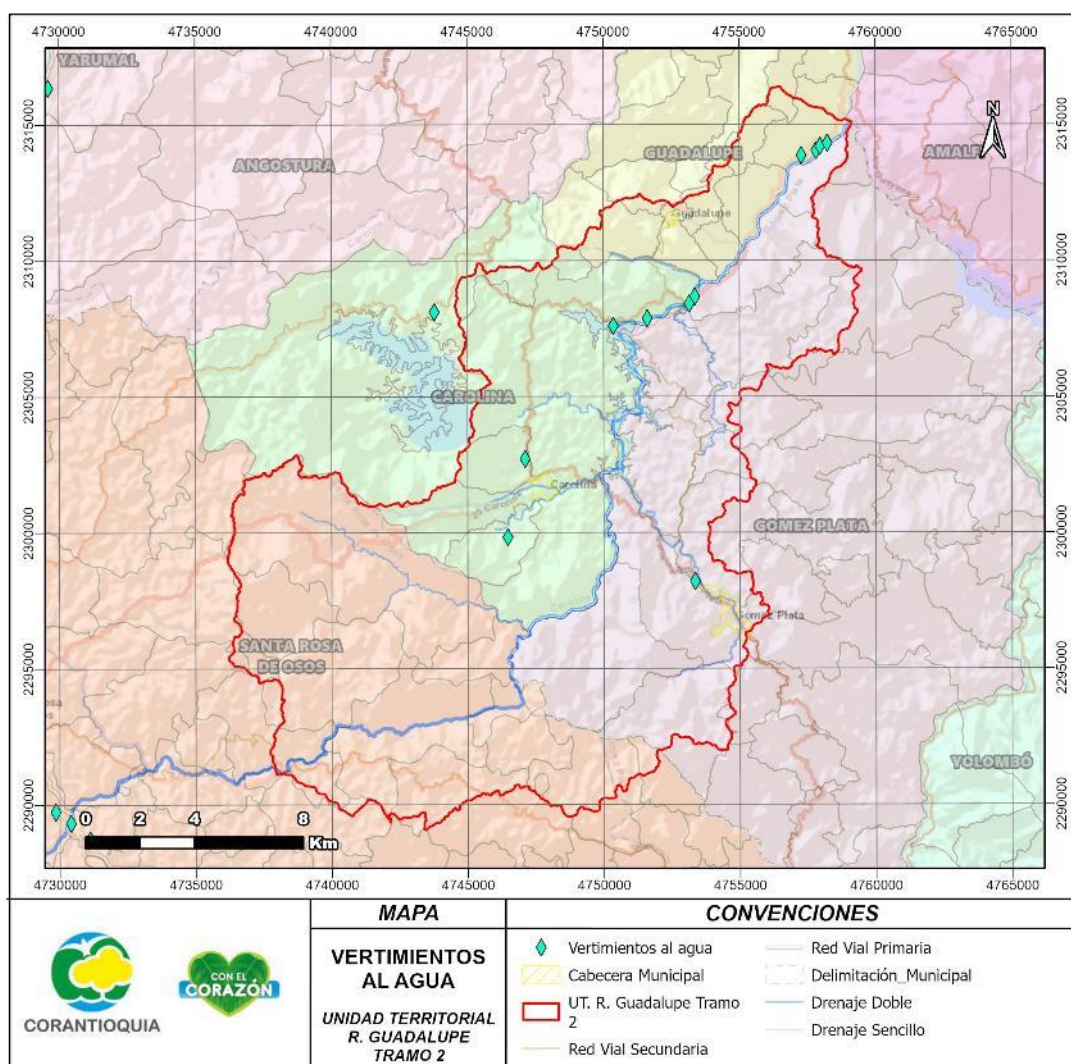 4730000 4735000 4740000 4745000 4750000 4755000 4760000 4765000
YARUMAL
N
2315000 2315000
ANGOSTURA GUADALUPE
Guadalupe
2310000 2310000
2305000 2305000
CAROLINA
Carolina
2300000 GOMEZ PLATA 2300000
Gomez Plata
SANTA ROSA
DE OSOS
2295000 2295000
YOLOMBÓ
2290000 2290000
0 2 4 8
Km
4730000 4735000 4740000 4745000 4750000 4755000 4760000 4765000
MAPA
VERTIMIENTOS
AL AGUA
UNIDAD TERRITORIAL
R. GUADALUPE
TRAMO 2
CONVENCIONES
Vertimientos al agua
Cabecera Municipal
UT. R. Guadalupe Tramo
2
Red Vial Secundaria
Red Vial Primaria
Delimitación_Municipal
Drenaje Doble
Drenaje Sencillo
CORANTIOQUIA
CON EL
CORAZÓN